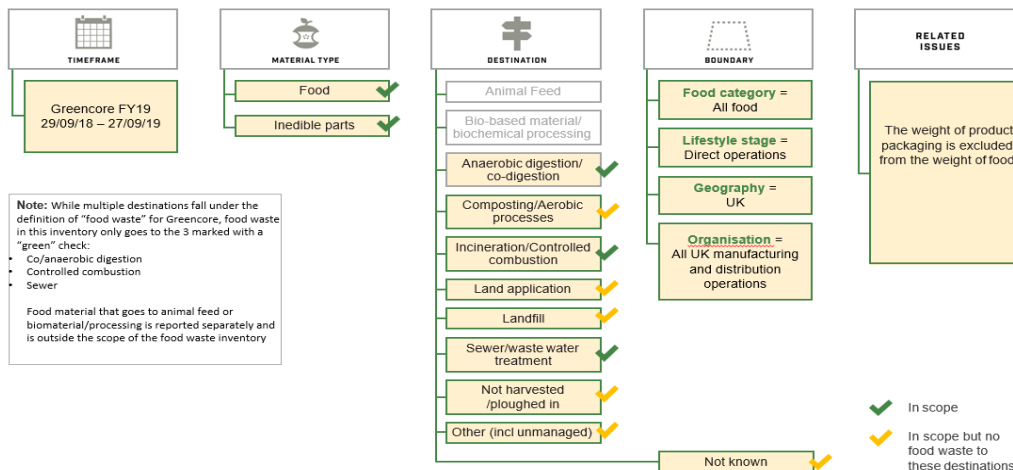 TIMEFRAME
Greencore FY19
29/09/18 – 27/09/19
MATERIAL TYPE
Food
Inedible parts
DESTINATION
Animal Feed
Bio-based material/
biochemical processing
Anaerobic digestion/
co-digestion
Composting/Aerobic
processes
Incineration/Controlled
combustion
Land application
Landfill
Sewer/waste water
treatment
Not harvested
/ploughed in
Other (incl unmanaged)
Not known
BOUNDARY
Food category =
All food
Lifestyle stage =
Direct operations
Geography =
UK
Organisation =
All UK manufacturing
and distribution
operations
RELATED
ISSUES
The weight of product
packaging is excluded
from the weight of food
Note: While multiple destinations fall under the
definition of “food waste” for Greencore, food waste
in this inventory only goes to the 3 marked with a
“green” check:
• Co/anaerobic digestion
• Controlled combustion
• Sewer
Food material that goes to animal feed or
biomaterial/processing is reported separately and
is outside the scope of the food waste inventory
In scope
In scope but no
food waste to
these destinations